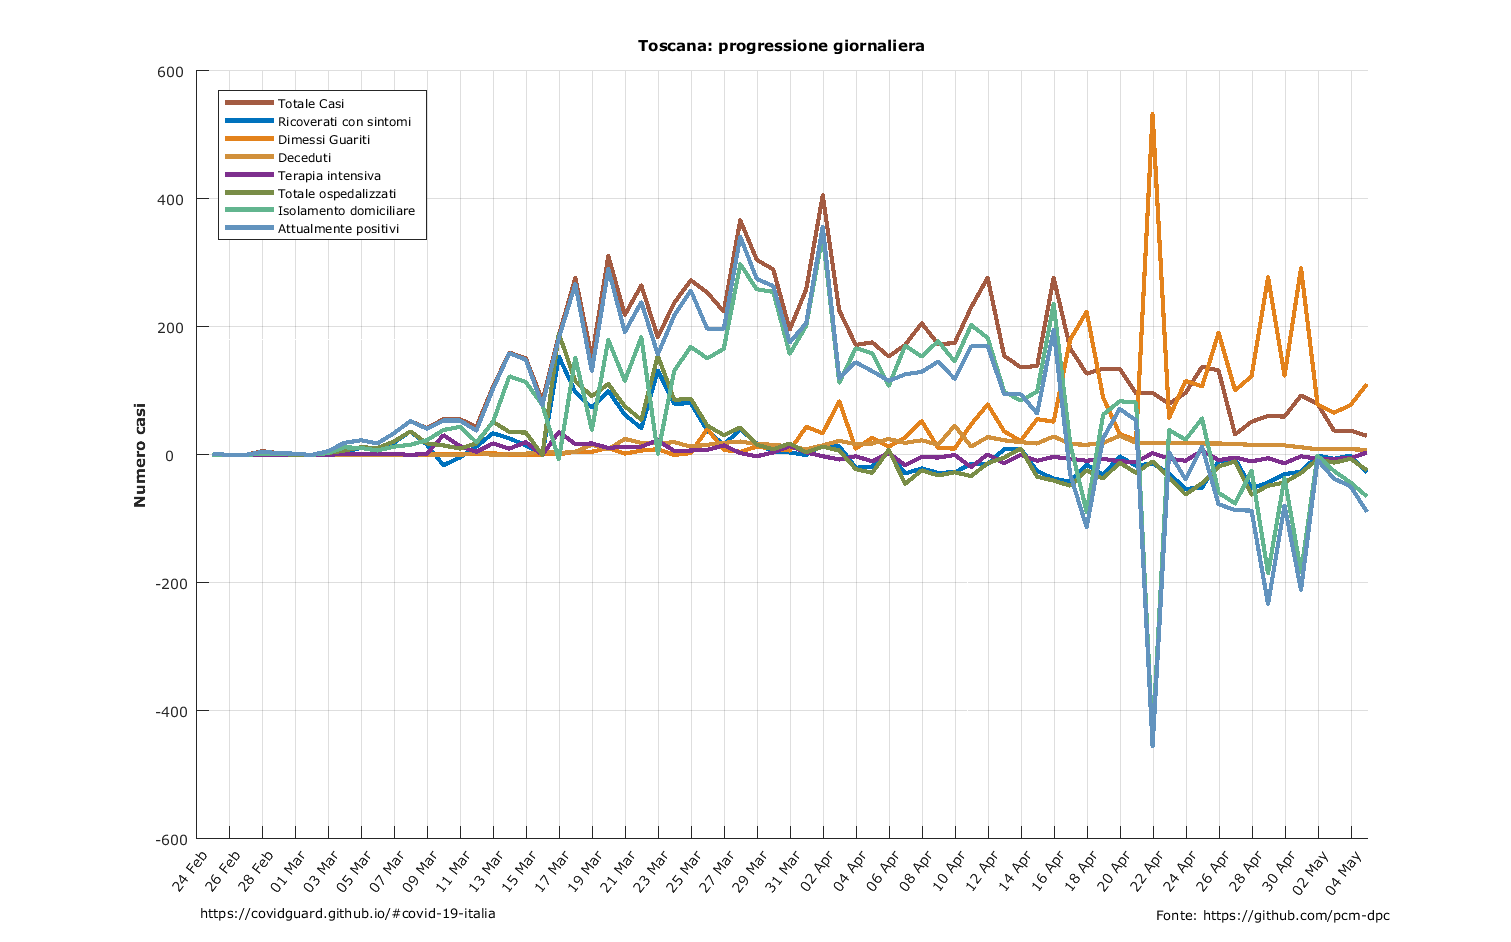 Toscana: progressione giornaliera
600
400
200
0
-200
-400
-600
Numero casi
Totale Casi
Ricoverati con sintomi
Dimessi Guariti
Deceduti
Terapia intensiva
Totale ospedalizzati
Isolamento domiciliare
Attualmente positivi
24 Feb
26 Feb
28 Feb
01 Mar
03 Mar
05 Mar
07 Mar
09 Mar
11 Mar
13 Mar
15 Mar
17 Mar
19 Mar
21 Mar
23 Mar
25 Mar
27 Mar
29 Mar
31 Mar
02 Apr
04 Apr
06 Apr
08 Apr
10 Apr
12 Apr
14 Apr
16 Apr
18 Apr
20 Apr
22 Apr
24 Apr
26 Apr
28 Apr
30 Apr
02 May
04 May
https://covidguard.github.io/#covid-19-italia
Fonte: https://github.com/pcm-dpc